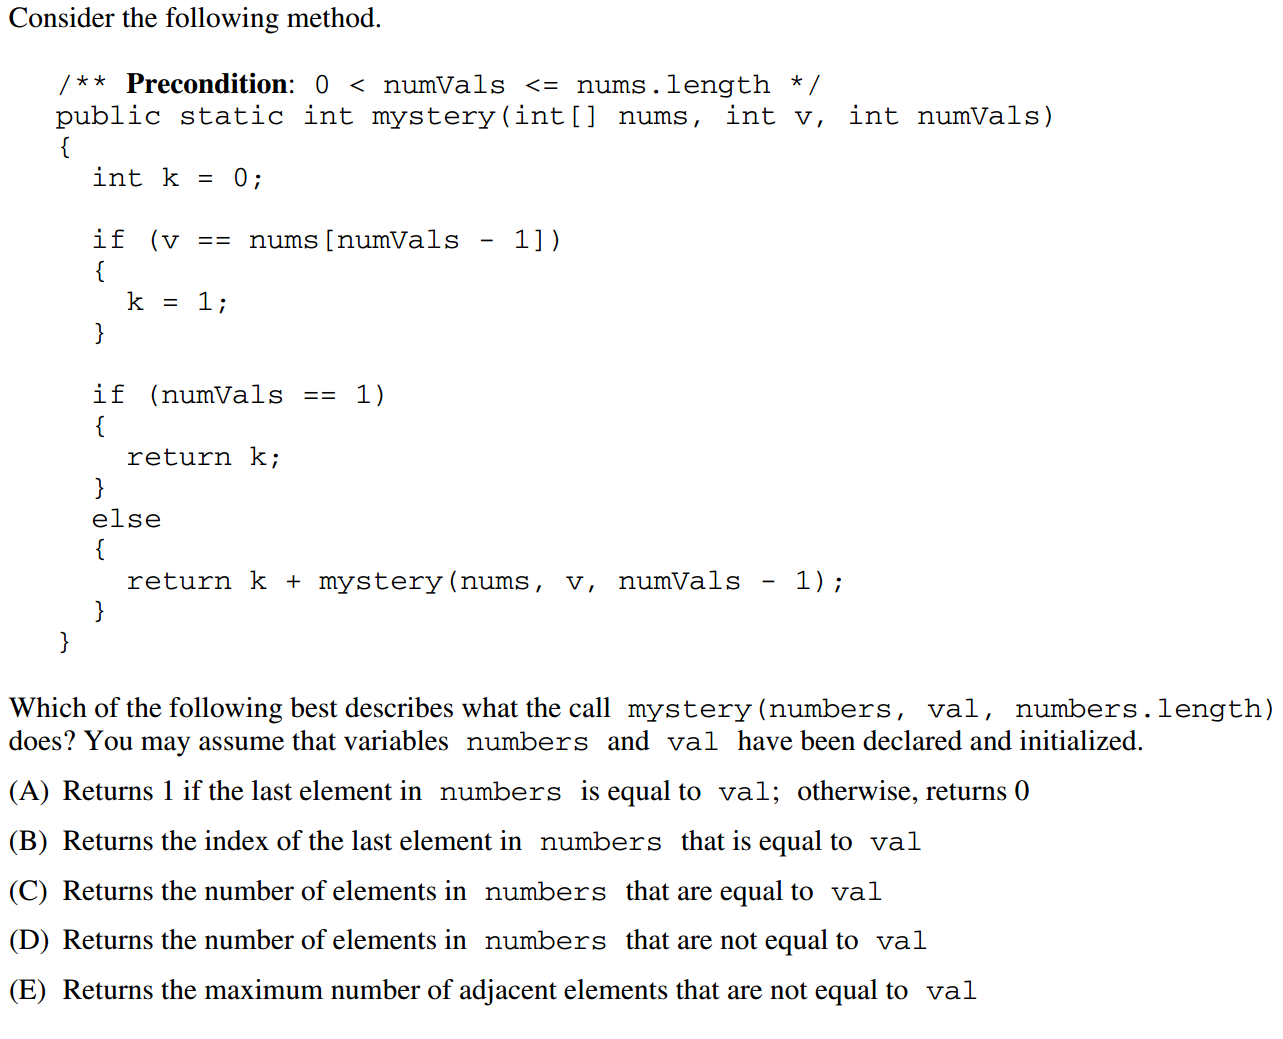 Consider the following method.
/** Precondition: 0 < numVals <= nums.length */
public static int mystery(int[] nums, int v, int numVals)
{
int k = 0;
if (v == nums[numVals - 1])
{
k = 1;
}
if (numVals == 1)
{
return k;
}
else
{
return k + mystery(nums, v, numVals - 1);
}
}
Which of the following best describes what the call mystery(numbers, val, numbers.length)
does? You may assume that variables numbers and val have been declared and initialized.
(A) Returns 1 if the last element in numbers is equal to val; otherwise, returns 0
(B) Returns the index of the last element in numbers that is equal to val
(C) Returns the number of elements in numbers that are equal to val
(D) Returns the number of elements in numbers that are not equal to val
(E) Returns the maximum number of adjacent elements that are not equal to val